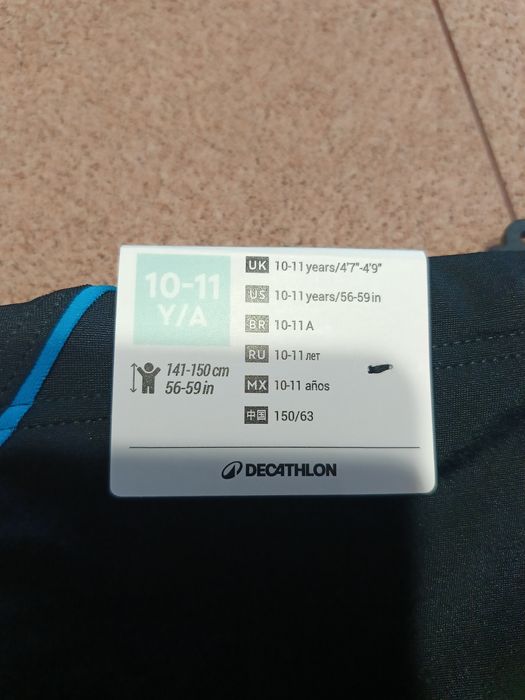 10-11
Y/A
141-150 cm
56-59 in
UK 10-11 years/4'7"-4'9"
US 10-11 years/56-59 in
BR 10-11 A
RU 10-11 лет
MX 10-11 años
中国 150/63
DECATHLON